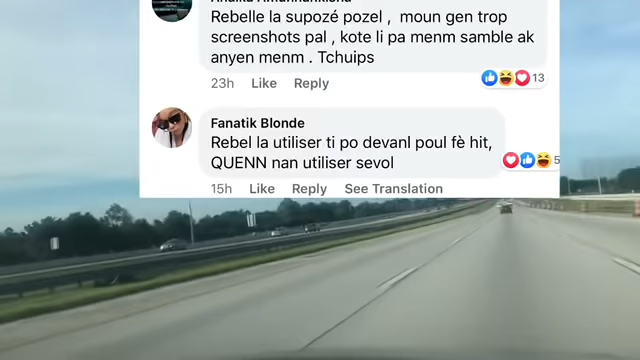 Rebelle la supozé pozel , moun gen trop
screenshots pal , kote li pa menm samble ak
anyen menm . Tchuips
23h Like Reply 13
Fanatik Blonde
Rebel la utiliser ti po devanl poul fè hit,
QUENN nan utiliser sevol
5
15h Like Reply See Translation